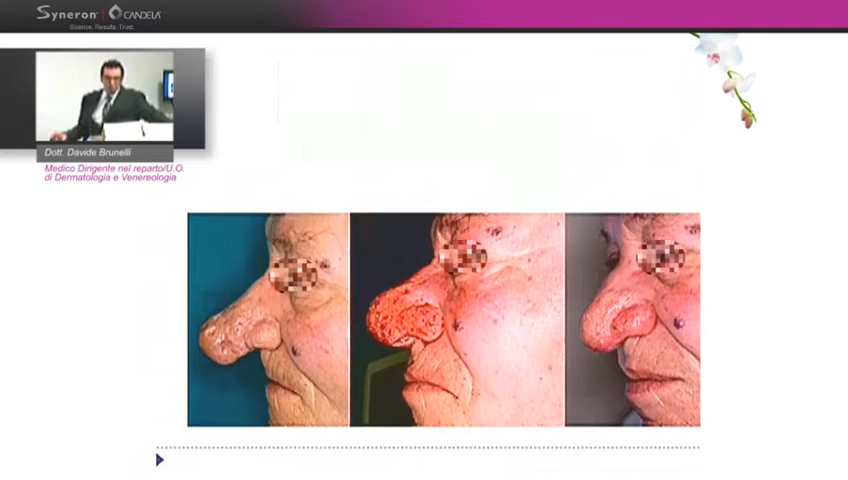 Syneron | CANDELA
Science. Results. Trust.
Dott. Davide Brunelli
Medico Dirigente nel reparto/U.O.
di Dermatologia e Venereologia